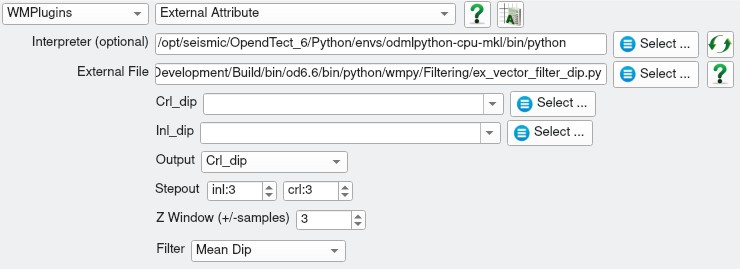 WMPlugins External Attribute ?
Interpreter (optional) /opt/seismic/OpendTect_6/Python/envs/odmlpython-cpu-mkl/bin/python Select ...
External File Development/Build/bin/od6.6/bin/python/wmpy/Filtering/ex_vector_filter_dip.py Select ... ?
Crl_dip Select ...
Inl_dip Select ...
Output Crl_dip
Stepout inl:3 crl:3
Z Window (+/-samples) 3
Filter Mean Dip